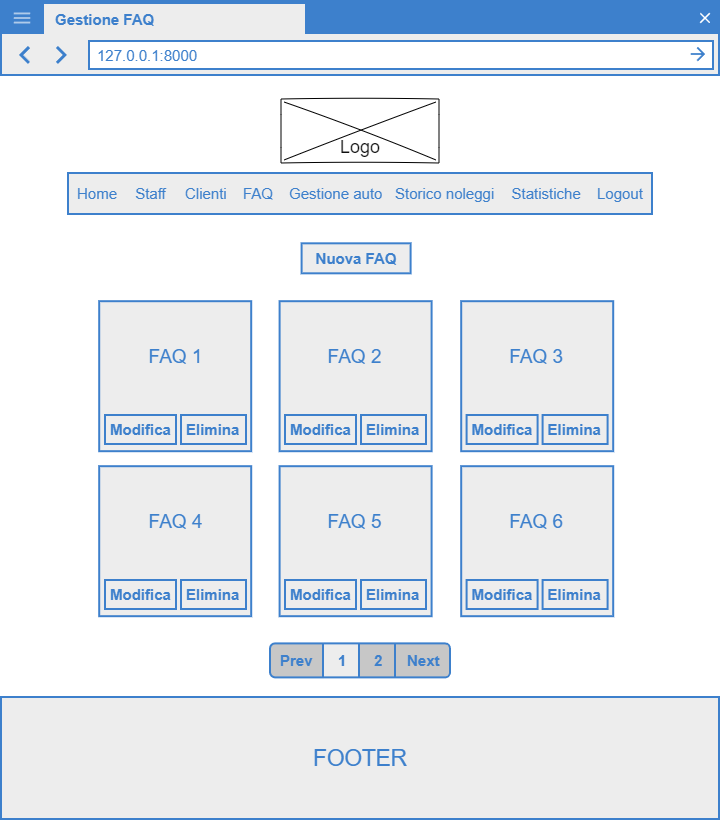 Gestione FAQ
127.0.0.1:8000
Logo
Home Staff Clienti FAQ Gestione auto Storico noleggi Statistiche Logout
Nuova FAQ
FAQ 1 FAQ 2 FAQ 3
Modifica Elimina Modifica Elimina Modifica Elimina
FAQ 4 FAQ 5 FAQ 6
Modifica Elimina Modifica Elimina Modifica Elimina
Prev 1 2 Next
FOOTER